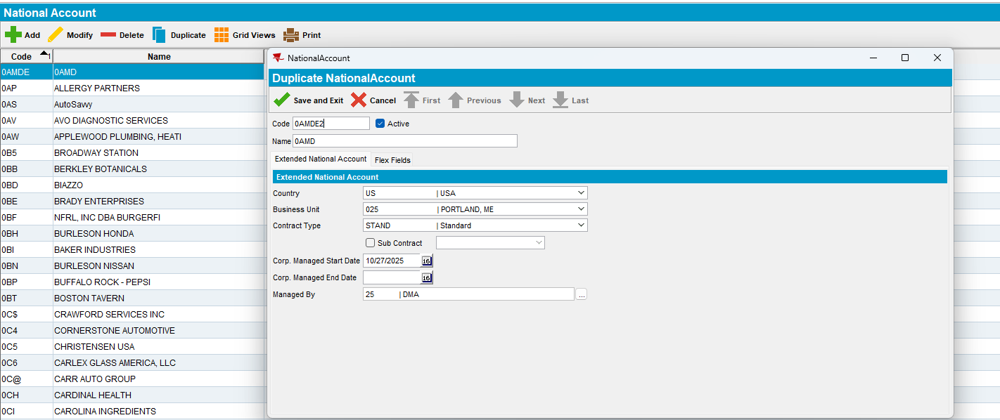 National Account
Add Modify Delete Duplicate Grid Views Print
Code 1 Name
0AMDE 0AMD
0AP ALLERGY PARTNERS
0AS AutoSavvy
0AV AVO DIAGNOSTIC SERVICES
0AW APPLEWOOD PLUMBING, HEATI
0B5 BROADWAY STATION
0BB BERKLEY BOTANICALS
0BD BIAZZO
0BE BRADY ENTERPRISES
0BF NFRL, INC DBA BURGERFI
0BH BURLESON HONDA
0BI BAKER INDUSTRIES
0BN BURLESON NISSAN
0BP BUFFALO ROCK - PEPSI
0BT BOSTON TAVERN
0C$ CRAWFORD SERVICES INC
0C4 CORNERSTONE AUTOMOTIVE
0C5 CHRISTENSEN USA
0C6 CARLEX GLASS AMERICA, LLC
0C@ CARR AUTO GROUP
0CH CARDINAL HEALTH
0CI CAROLINA INGREDIENTS
NationalAccount
Duplicate NationalAccount
Save and Exit Cancel First Previous Next Last
Code 0AMDE2 Active
Name 0AMD
Extended National Account Flex Fields
Extended National Account
Country US | USA
Business Unit 025 | PORTLAND, ME
Contract Type STAND | Standard
Sub Contract
Corp. Managed Start Date 10/27/2025 16
Corp. Managed End Date 16
Managed By 25 | DMA ...